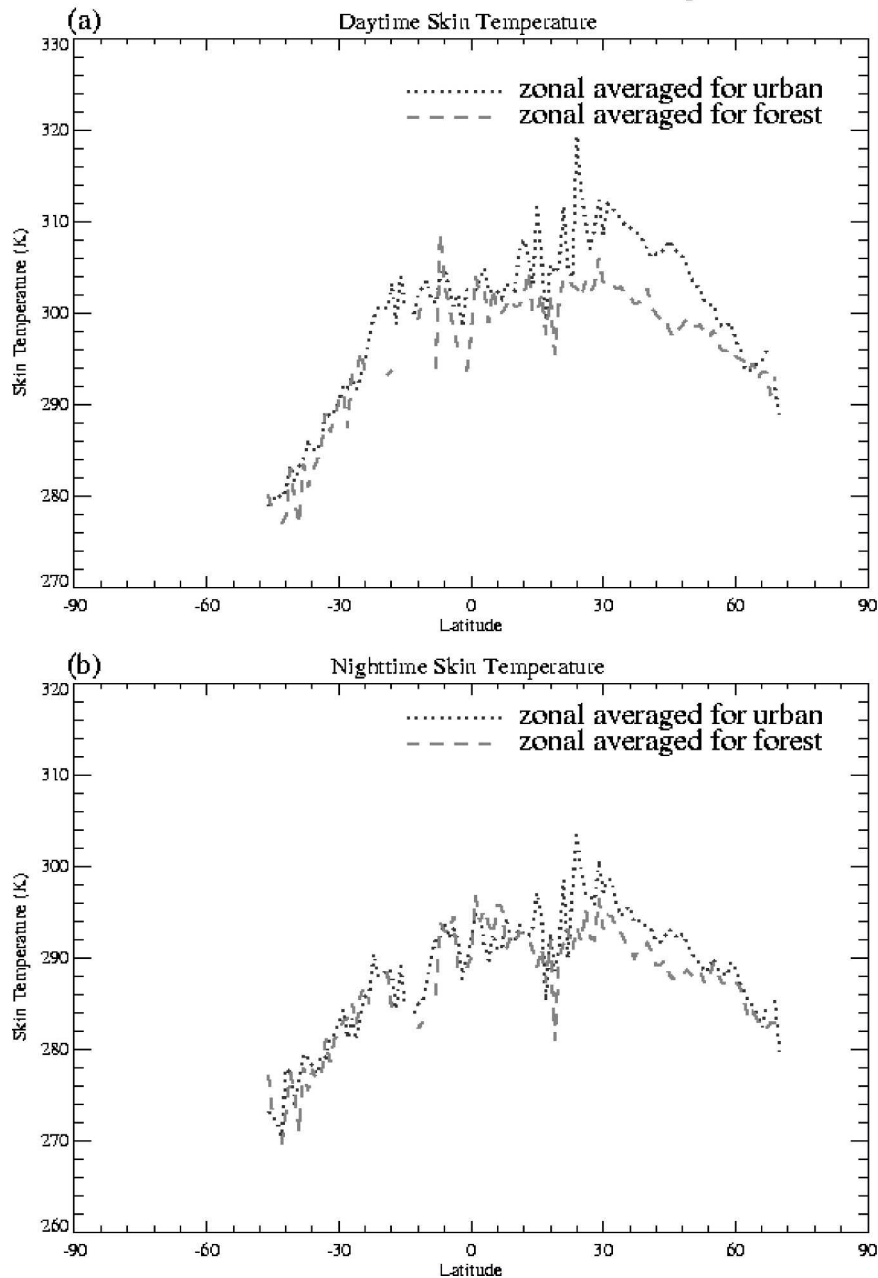 (a)
Daytime Skin Temperature
330
zonal averaged for urban
zonal averaged for forest
320
310
300
290
280
270
Skin Temperature (K)
-90
-60
-30
0
30
60
90
Latitude
(b)
Nighttime Skin Temperature
320
zonal averaged for urban
zonal averaged for forest
310
300
290
280
270
260
Skin Temperature (K)
-90
-60
-30
0
30
60
90
Latitude